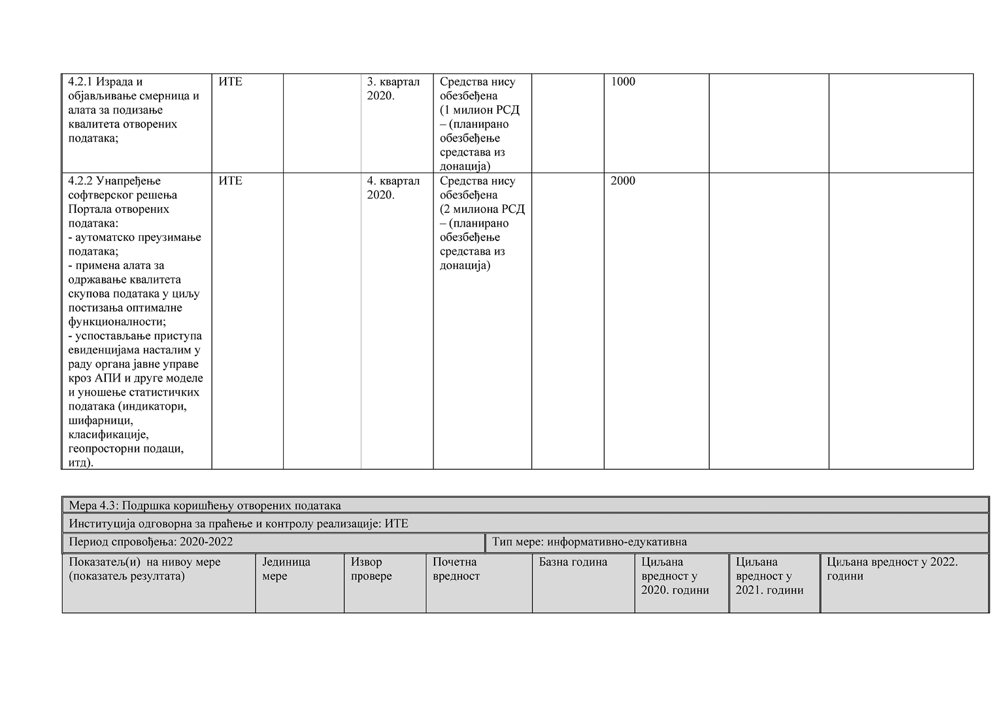 4.2.1 Израда и
објављивање смерница и
алата за подизање
квалитета отворених
података;
ИТЕ
3. квартал
2020.
Средства нису
обезбеђена
(1 милион РСД
– (планирано
обезбеђење
средстава из
донација)
1000
4.2.2 Унапређење
софтверског решења
Портала отворених
података:
- аутоматско преузимање
података;
- примена алата за
одржавање квалитета
скупова података у циљу
постизања оптималне
функционалности;
- успостављање приступа
евиденцијама насталим у
раду органа јавне управе
кроз АПИ и друге моделе
и уношење статистичких
података (индикатори,
шифарници,
класификације,
геопросторни подаци,
итд).
ИТЕ
4. квартал
2020.
Средства нису
обезбеђена
(2 милиона РСД
– (планирано
обезбеђење
средстава из
донација)
2000
Мера 4.3: Подршка коришћењу отворених података
Институција одговорна за праћење и контролу реализације: ИТЕ
Период спровођења: 2020-2022
Тип мере: информативно-едукативна
Показатељ(и) на нивоу мере
(показатељ резултата)
Јединица
мере
Извор
провере
Почетна
вредност
Базна година
Циљана
вредност у
2020. години
Циљана
вредност у
2021. години
Циљана вредност у 2022.
години